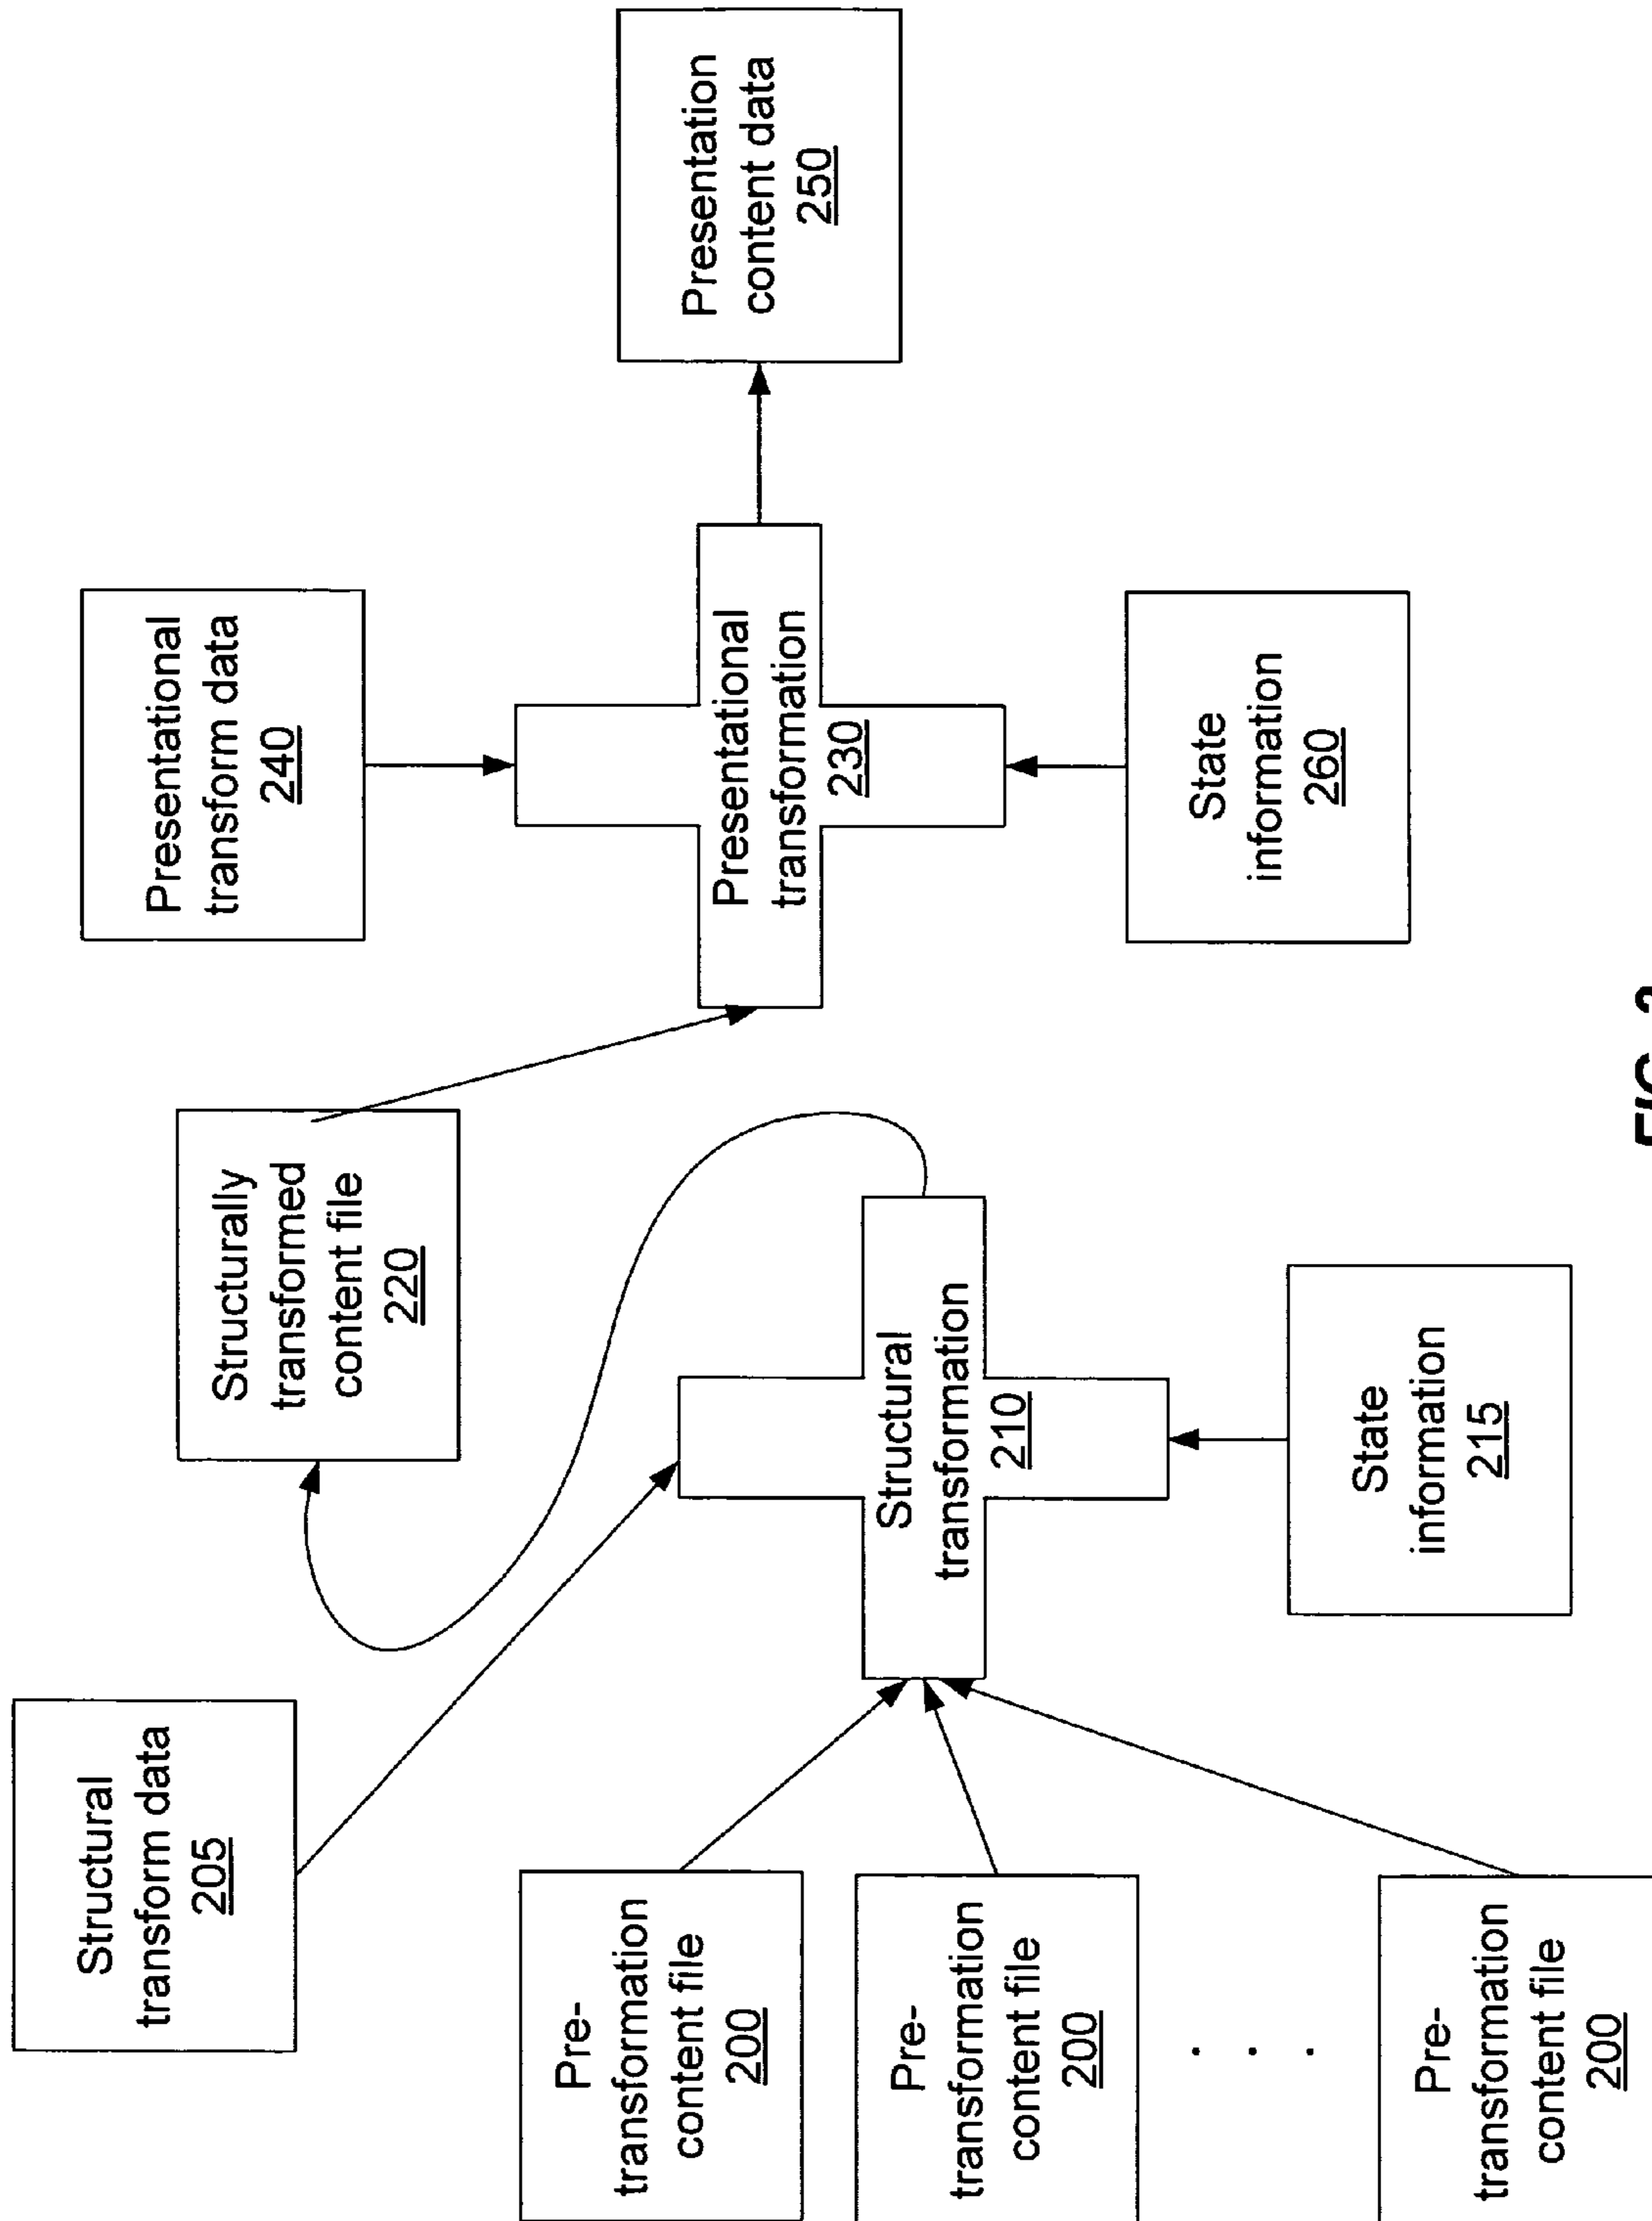 Structural
transform data
205
Pre-
transformation
content file
200
Pre-
transformation
content file
200
. . .
Pre-
transformation
content file
200
Structural
transformation
210
State
information
215
Structurally
transformed
content file
220
Presentational
transform data
240
Presentational
transformation
230
State
information
260
Presentation
content data
250
FIG.